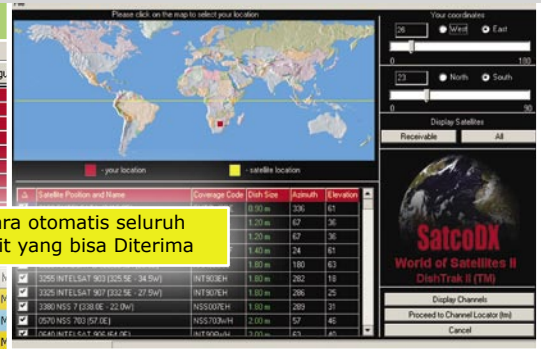 Please click on the map to select your location
- your location
- satellite location
Satellite Position and Name Coverage Code Dish Size Azimuth Elevation
0.90 m 336 61
1.20 m 67 36
1.20 m 67 36
1.40 m 24 61
1.80 m 180 63
3255 INTELSAT 903 (325.5E - 34.5W) INT903EH 1.80 m 282 18
3325 INTELSAT 907 (332.5E - 27.5W) INT907EH 1.80 m 286 25
3380 NSS 7 (338.0E - 22.0W) NSS007EH 1.80 m 289 31
0570 NSS 703 (57.0E) NSS703WH 2.00 m 57 46
ara otomatis seluruh
it yang bisa Diterima
Your coordinates
26 West East
0 180
23 North South
0 90
Display Satellites
Receivable All
SatcoDX
World of Satellites II
DishTrak II (TM)
Display Channels
Proceed to Channel Locator (tm)
Cancel